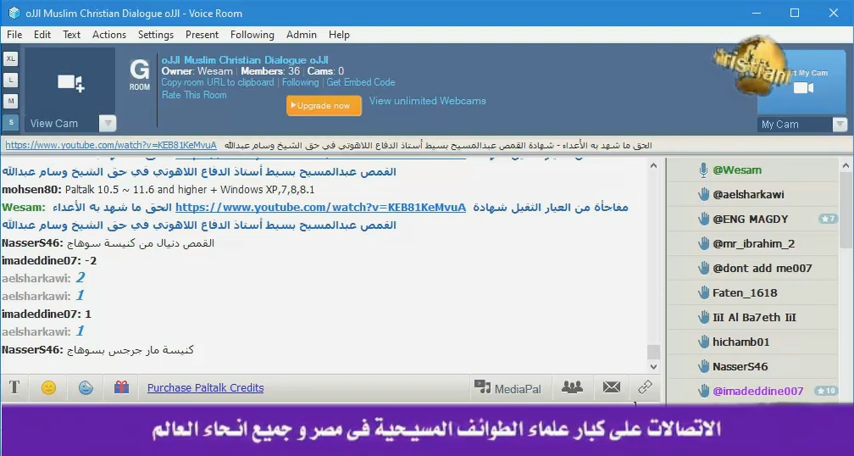 oJJl Muslim Christian Dialogue oJJl - Voice Room
File Edit Text Actions Settings Present Following Admin Help
XL
L
M
S
View Cam
G
ROOM
oJJl Muslim Christian Dialogue oJJl
Owner: Wesam | Members: 36 | Cams: 0
Copy room URL to clipboard | Following | Get Embed Code
Rate This Room
Upgrade now
View unlimited Webcams
My Cam
https://www.youtube.com/watch?v=KEB81KeMvuA الحق ما شهد به الأعداء - شهادة القمص عبدالمسيح بسيط أستاذ الدفاع اللاهوتي في حق الشيخ وسام عبدالله
القمص عبدالمسيح بسيط أستاذ الدفاع اللاهوتي في حق الشيخ وسام عبدالله
mohsen80: Paltalk 10.5 ~ 11.6 and higher + Windows XP,7,8,8.1
Wesam: مفاجأة من العيار الثقيل شهادة https://www.youtube.com/watch?v=KEB81KeMvuA الحق ما شهد به الأعداء
القمص عبدالمسيح بسيط أستاذ الدفاع اللاهوتي في حق الشيخ وسام عبدالله
NasserS46: القمص دنيال من كنيسة سوهاج
imadeddine07: -2
aelsharkawi: 2
aelsharkawi: 1
imadeddine07: 1
aelsharkawi: 1
NasserS46: كنيسة مار جرجس بسوهاج
@Wesam
@aelsharkawi
@ENG MAGDY 7
@mr_ibrahim_2
@dont add me007
Faten_1618
IiI Al Ba7eth IiI
hichamb01
NasserS46
@imadeddine007 10
T
Purchase Paltalk Credits
MediaPal
الاتصالات على كبار علماء الطوائف المسيحية فى مصر و جميع انحاء العالم